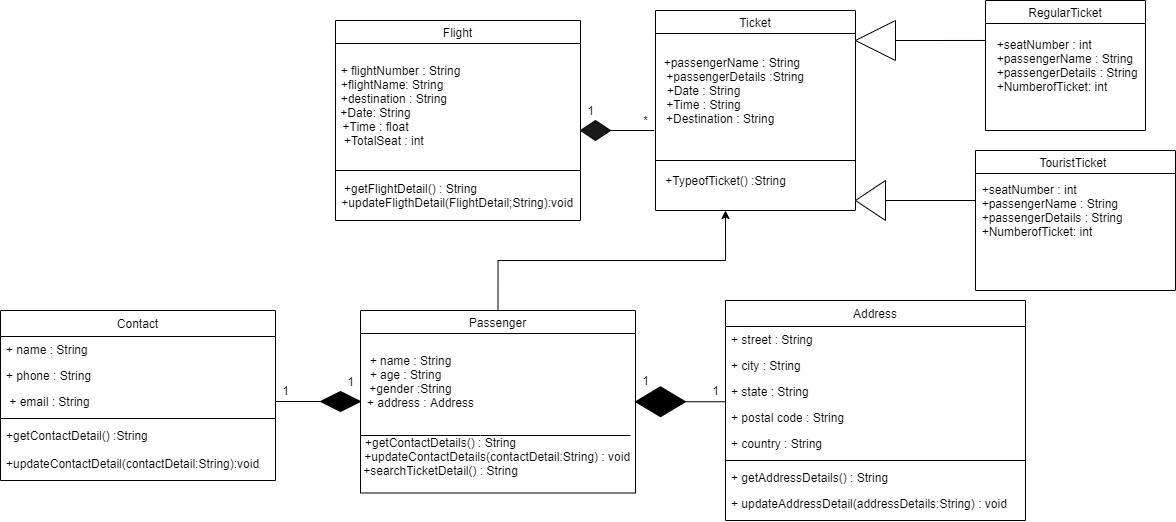 Flight
+ flightNumber : String
+flightName: String
+destination : String
+Date: String
+Time : float
+TotalSeat : int
+getFlightDetail() : String
+updateFligthDetail(FlightDetail;String):void
1
*
Ticket
+passengerName : String
+passengerDetails :String
+Date : String
+Time : String
+Destination : String
+TypeofTicket() :String
RegularTicket
+seatNumber : int
+passengerName : String
+passengerDetails : String
+NumberofTicket: int
TouristTicket
+seatNumber : int
+passengerName : String
+passengerDetails : String
+NumberofTicket: int
Contact
+ name : String
+ phone : String
+ email : String
+getContactDetail() :String
+updateContactDetail(contactDetail:String):void
1
1
Passenger
+ name : String
+ age : String
+gender :String
+ address : Address
+getContactDetails() : String
+updateContactDetails(contactDetail:String) : void
+searchTicketDetail() : String
1
1
Address
+ street : String
+ city : String
+ state : String
+ postal code : String
+ country : String
+ getAddressDetails() : String
+ updateAddressDetail(addressDetails:String) : void